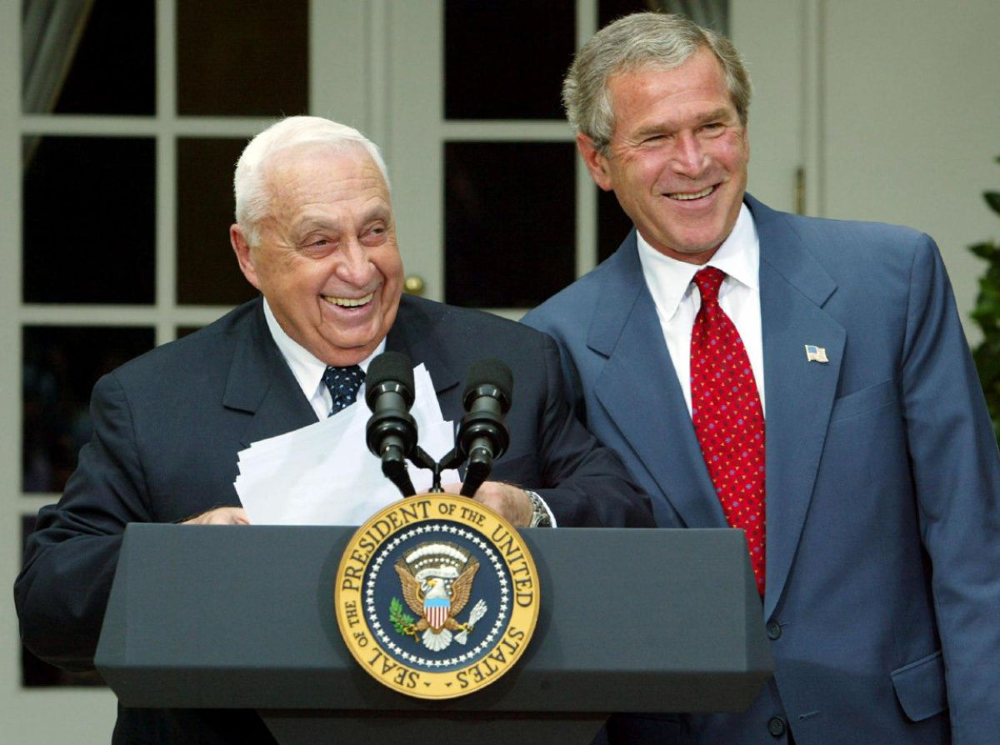 SEAL OF THE PRESIDENT OF THE UNITED STATES